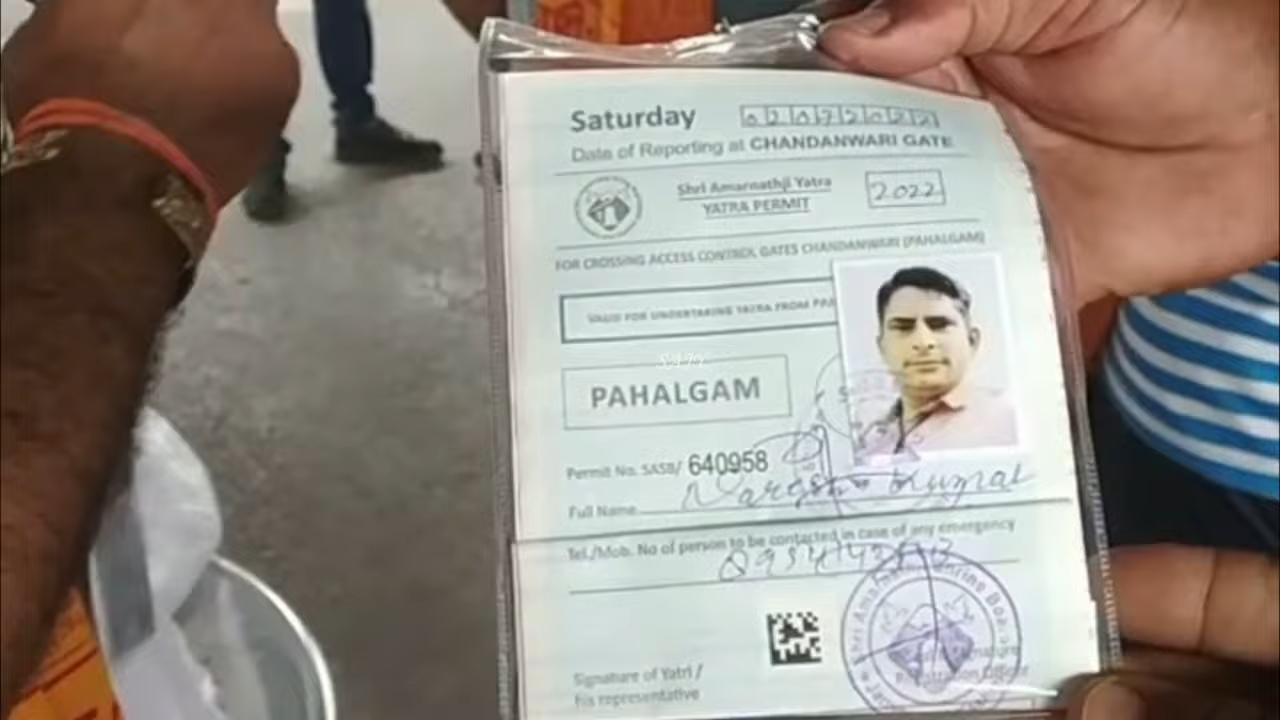 Saturday 02072022
Date of Reporting at CHANDANWARI GATE
Shri Amarnathji Yatra
YATRA PERMIT
2022
FOR CROSSING ACCESS CONTROL GATES CHANDANWARI (PAHALGAM)
VALID FOR UNDERTAKING YATRA FROM
PAHALGAM
Permit No. SASB/ 640958
Full Name
Tel./Mob. No of person to be contacted in case of any emergency
Signature of Yatri /
his representative